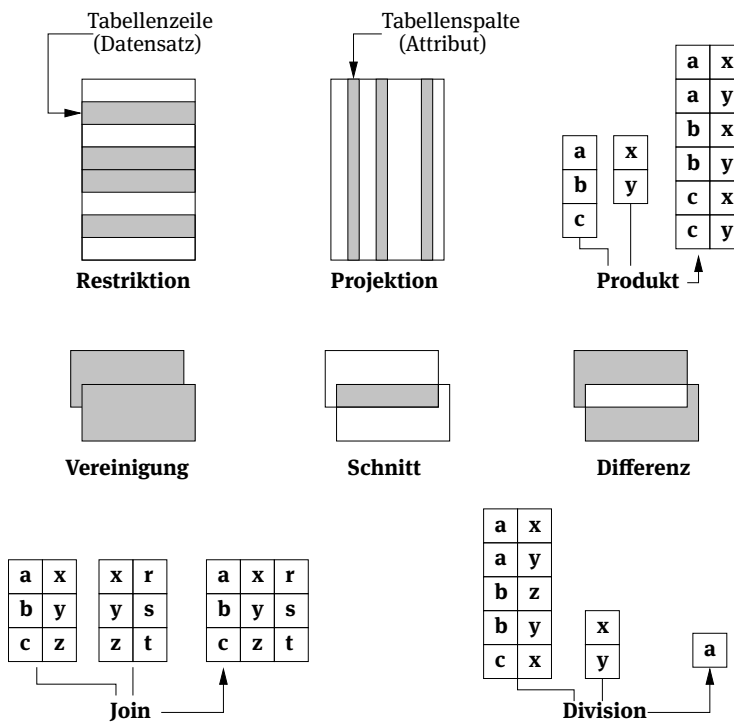 Tabellenzeile
(Datensatz)
Tabellenspalte
(Attribut)
Restriktion
Projektion
a
b
c
x
y
a x
a y
b x
b y
c x
c y
Produkt
Vereinigung
Schnitt
Differenz
a x
b y
c z
x r
y s
z t
a x r
b y s
c z t
Join
a x
a y
b z
b y
c x
x
y
a
Division